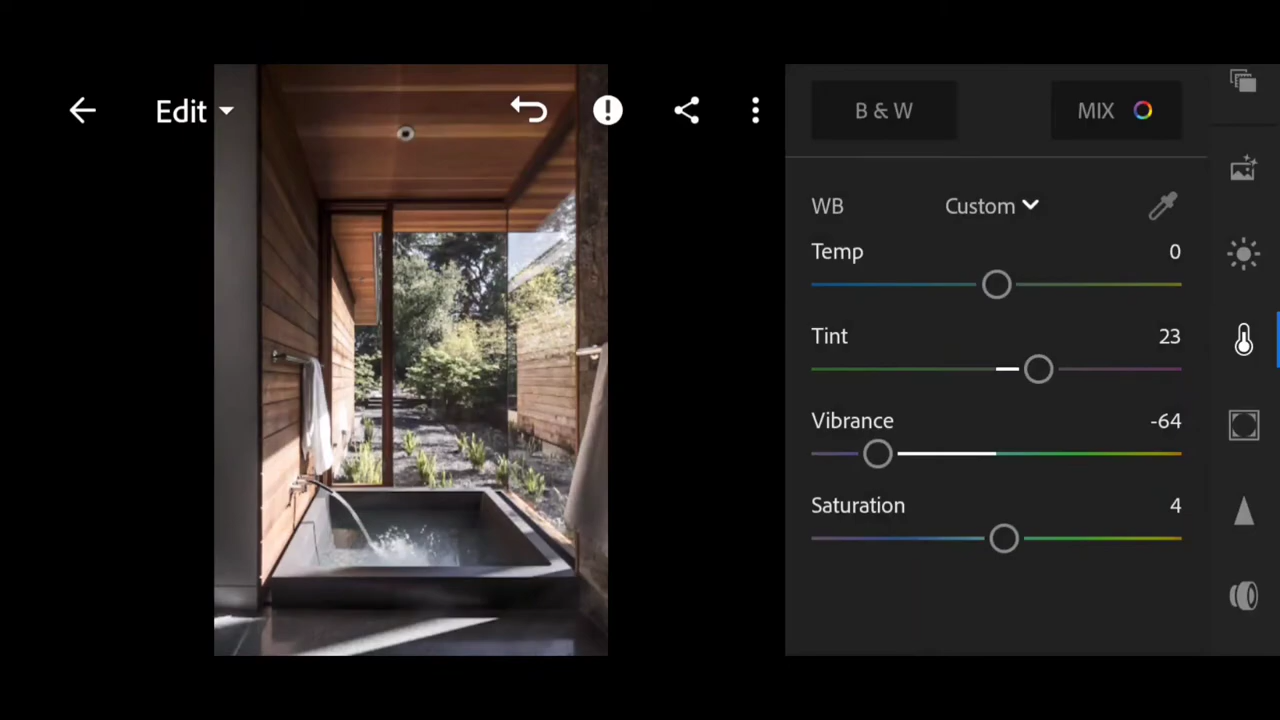 Edit
B & W
MIX
WB
Custom
Temp
0
Tint
23
Vibrance
-64
Saturation
4